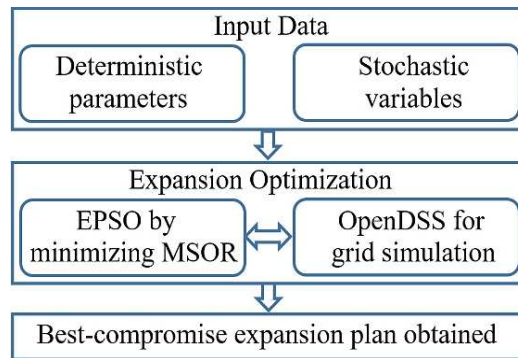 Input Data
Deterministic
parameters
Stochastic
variables
Expansion Optimization
EPSO by
minimizing MSOR
OpenDSS for
grid simulation
Best-compromise expansion plan obtained